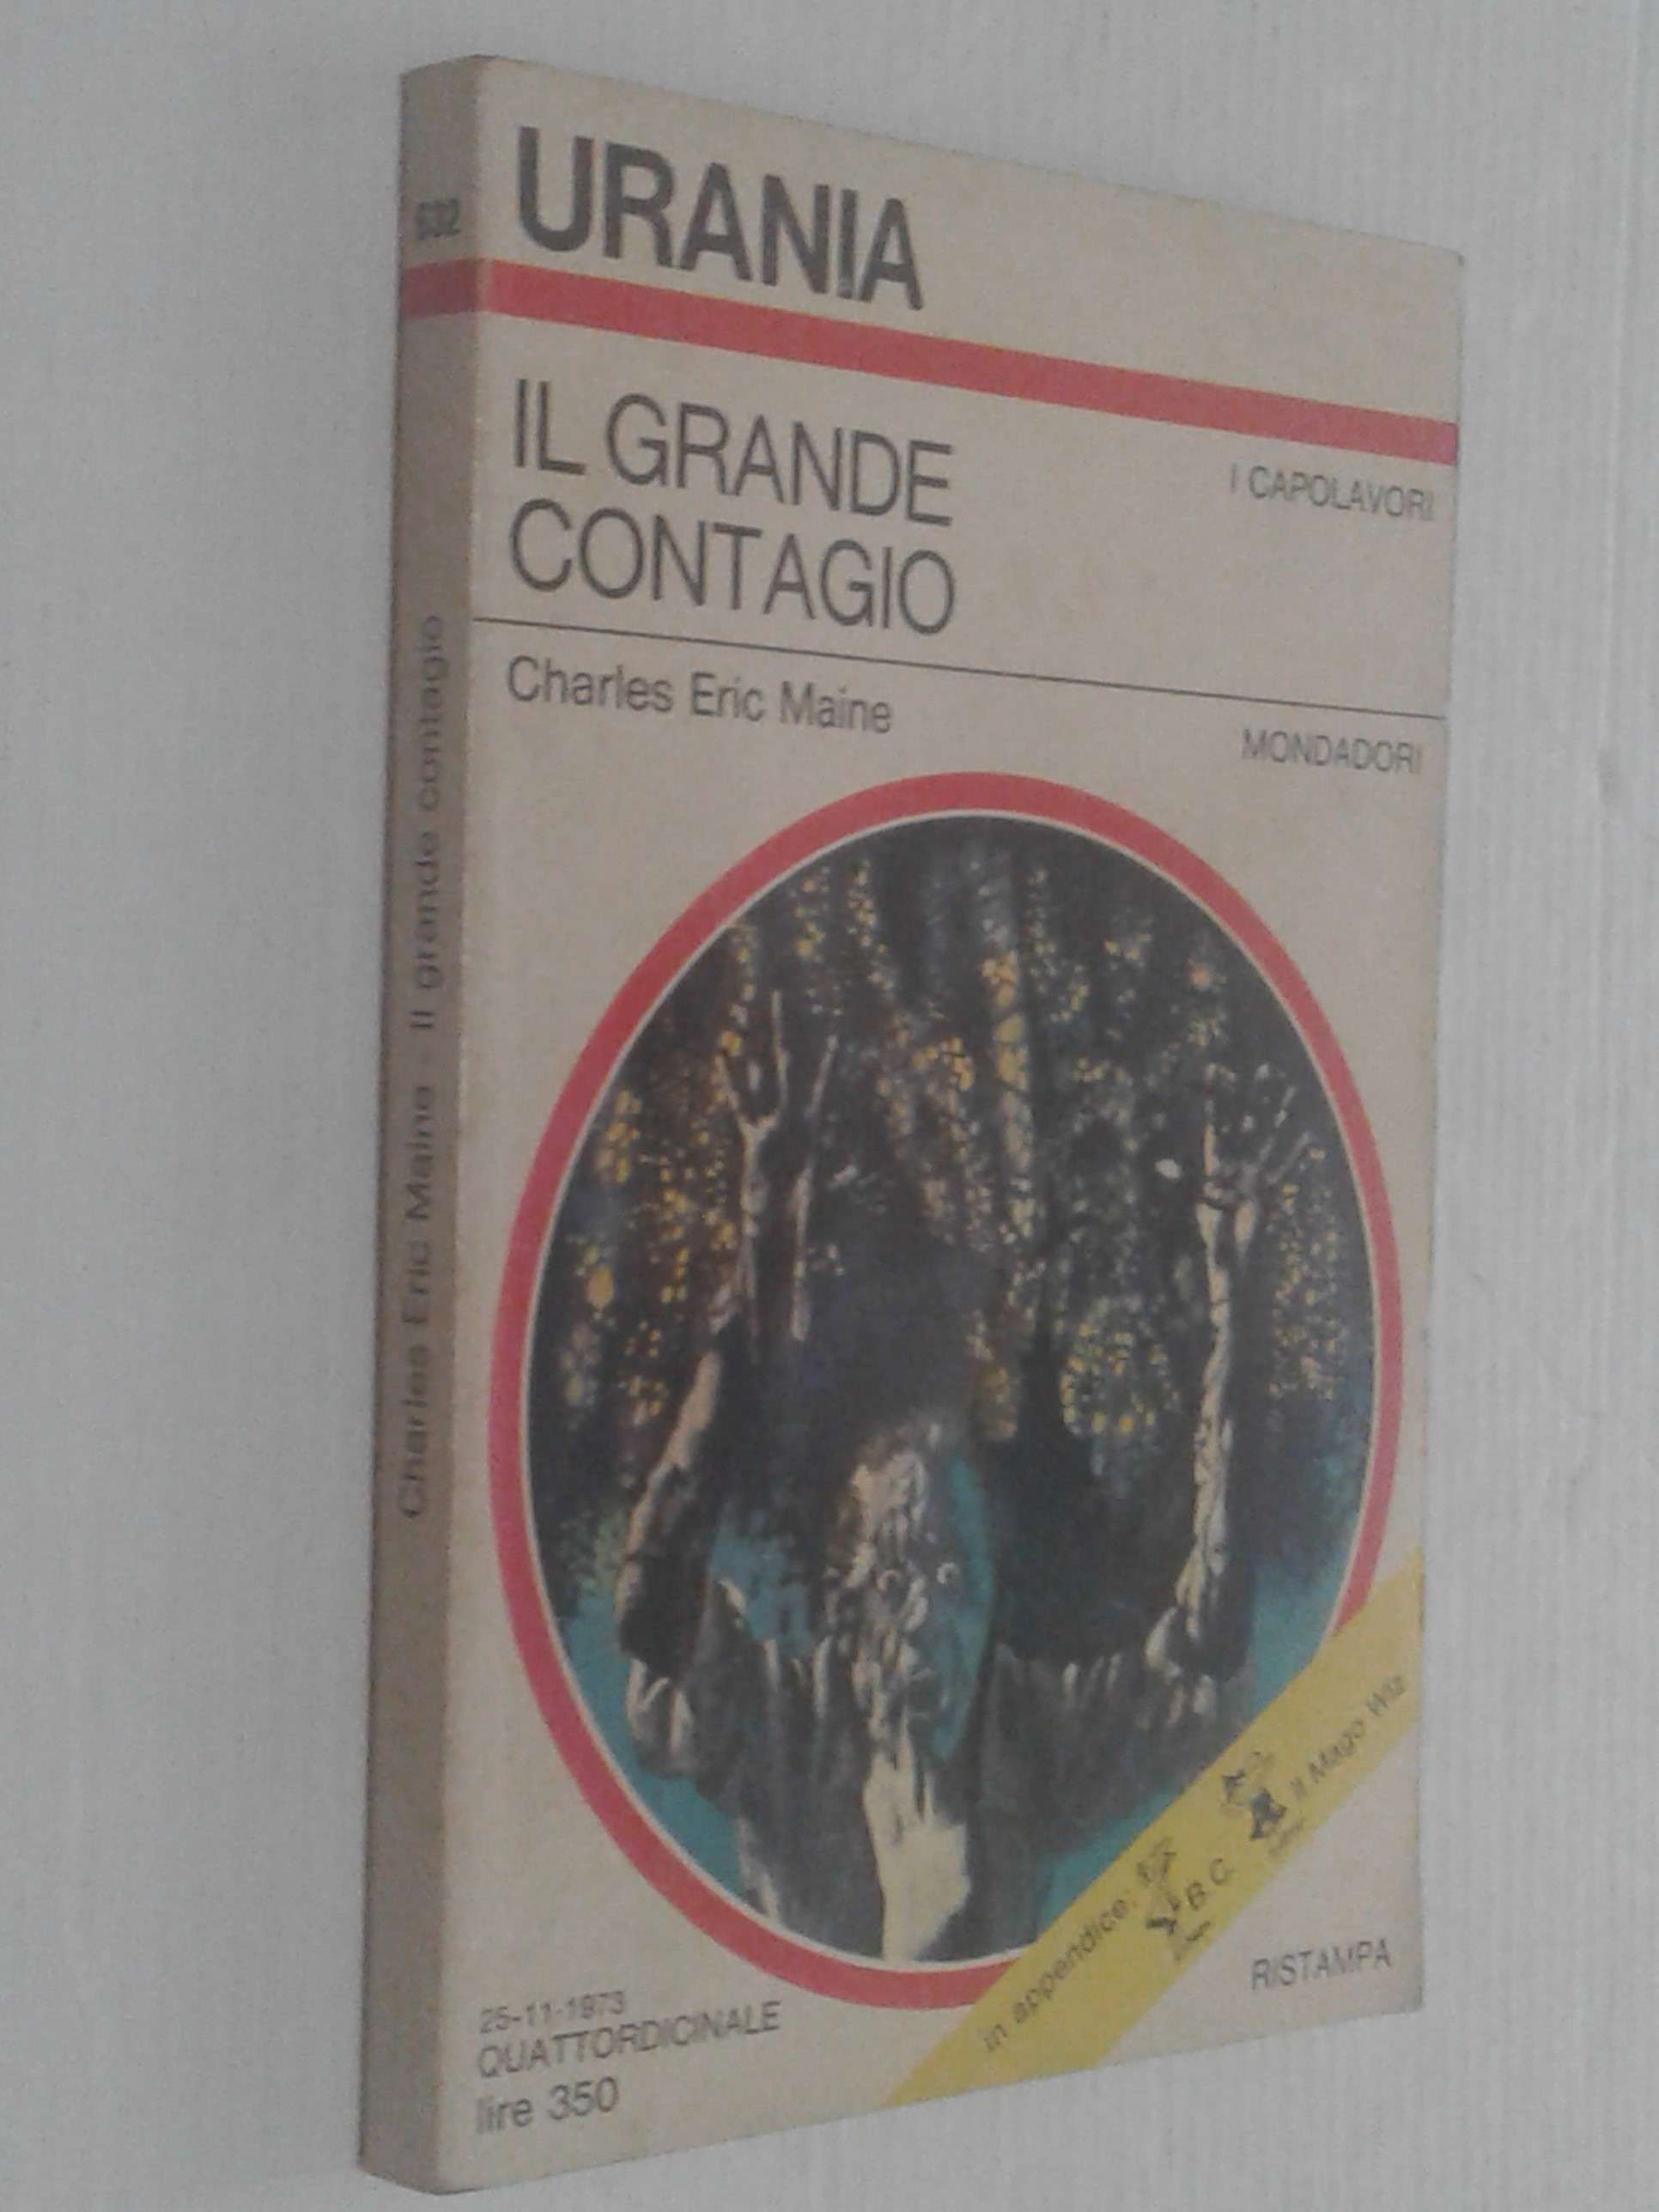 URANIA
IL GRANDE
CONTAGIO
I CAPOLAVORI
Charles Eric Maine
MONDADORI
in appendice: B.C. Il Mago Wiz
25-11-1973
QUATTORDICINALE
lire 350
RISTAMPA
632
Charles Eric Maine - Il grande contagio